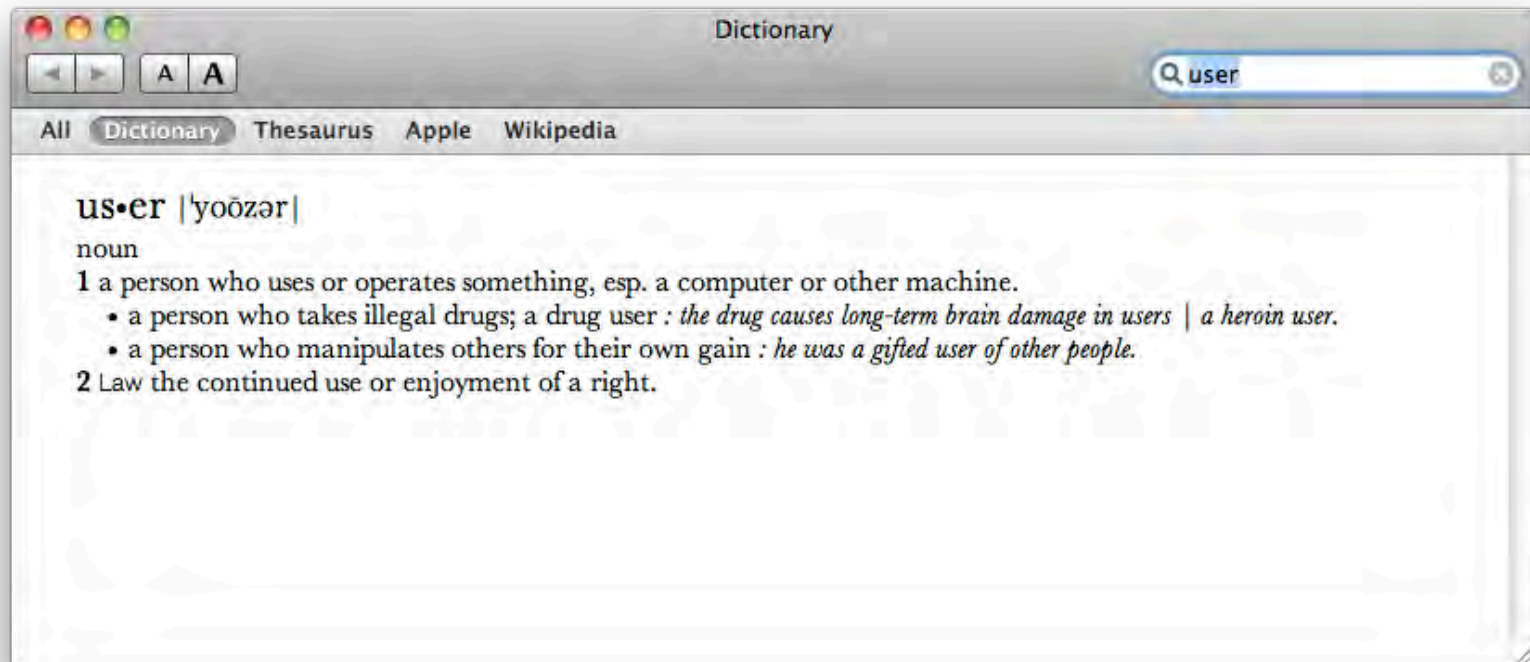 Dictionary
A A
user
All Dictionary Thesaurus Apple Wikipedia
us•er |ˈyo͞ozər|
noun
1 a person who uses or operates something, esp. a computer or other machine.
• a person who takes illegal drugs; a drug user : the drug causes long-term brain damage in users | a heroin user.
• a person who manipulates others for their own gain : he was a gifted user of other people.
2 Law the continued use or enjoyment of a right.